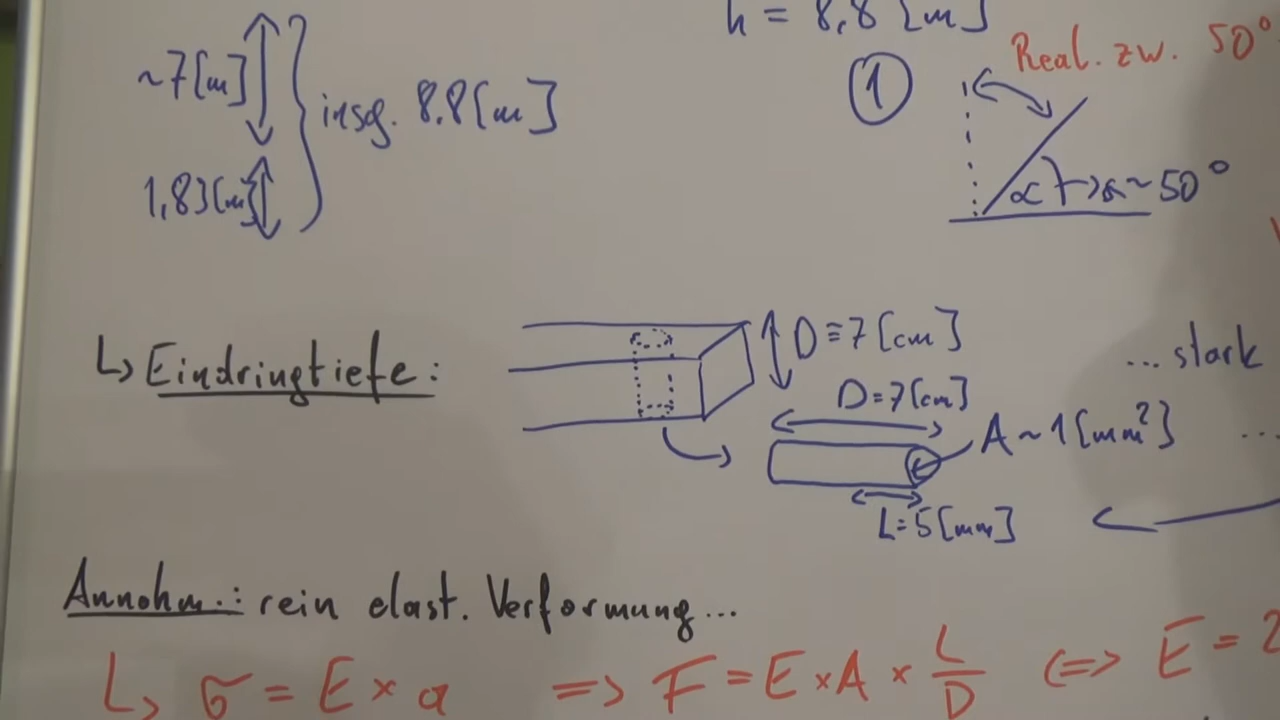 h = 8,8 [m]
~7[m]
insg. 8.8[m]
1,83[m]
1
Real. zw. 50°
α → α ~ 50°
↳ Eindringtiefe:
D = 7 [cm]
D = 7 [cm]
A ~ 1 [mm²]
L = 5 [mm]
...stark
...
Annahm.: rein elast. Verformung...
↳ σ = E × a ⇒ F = E × A × L/D ⇔ E = 2